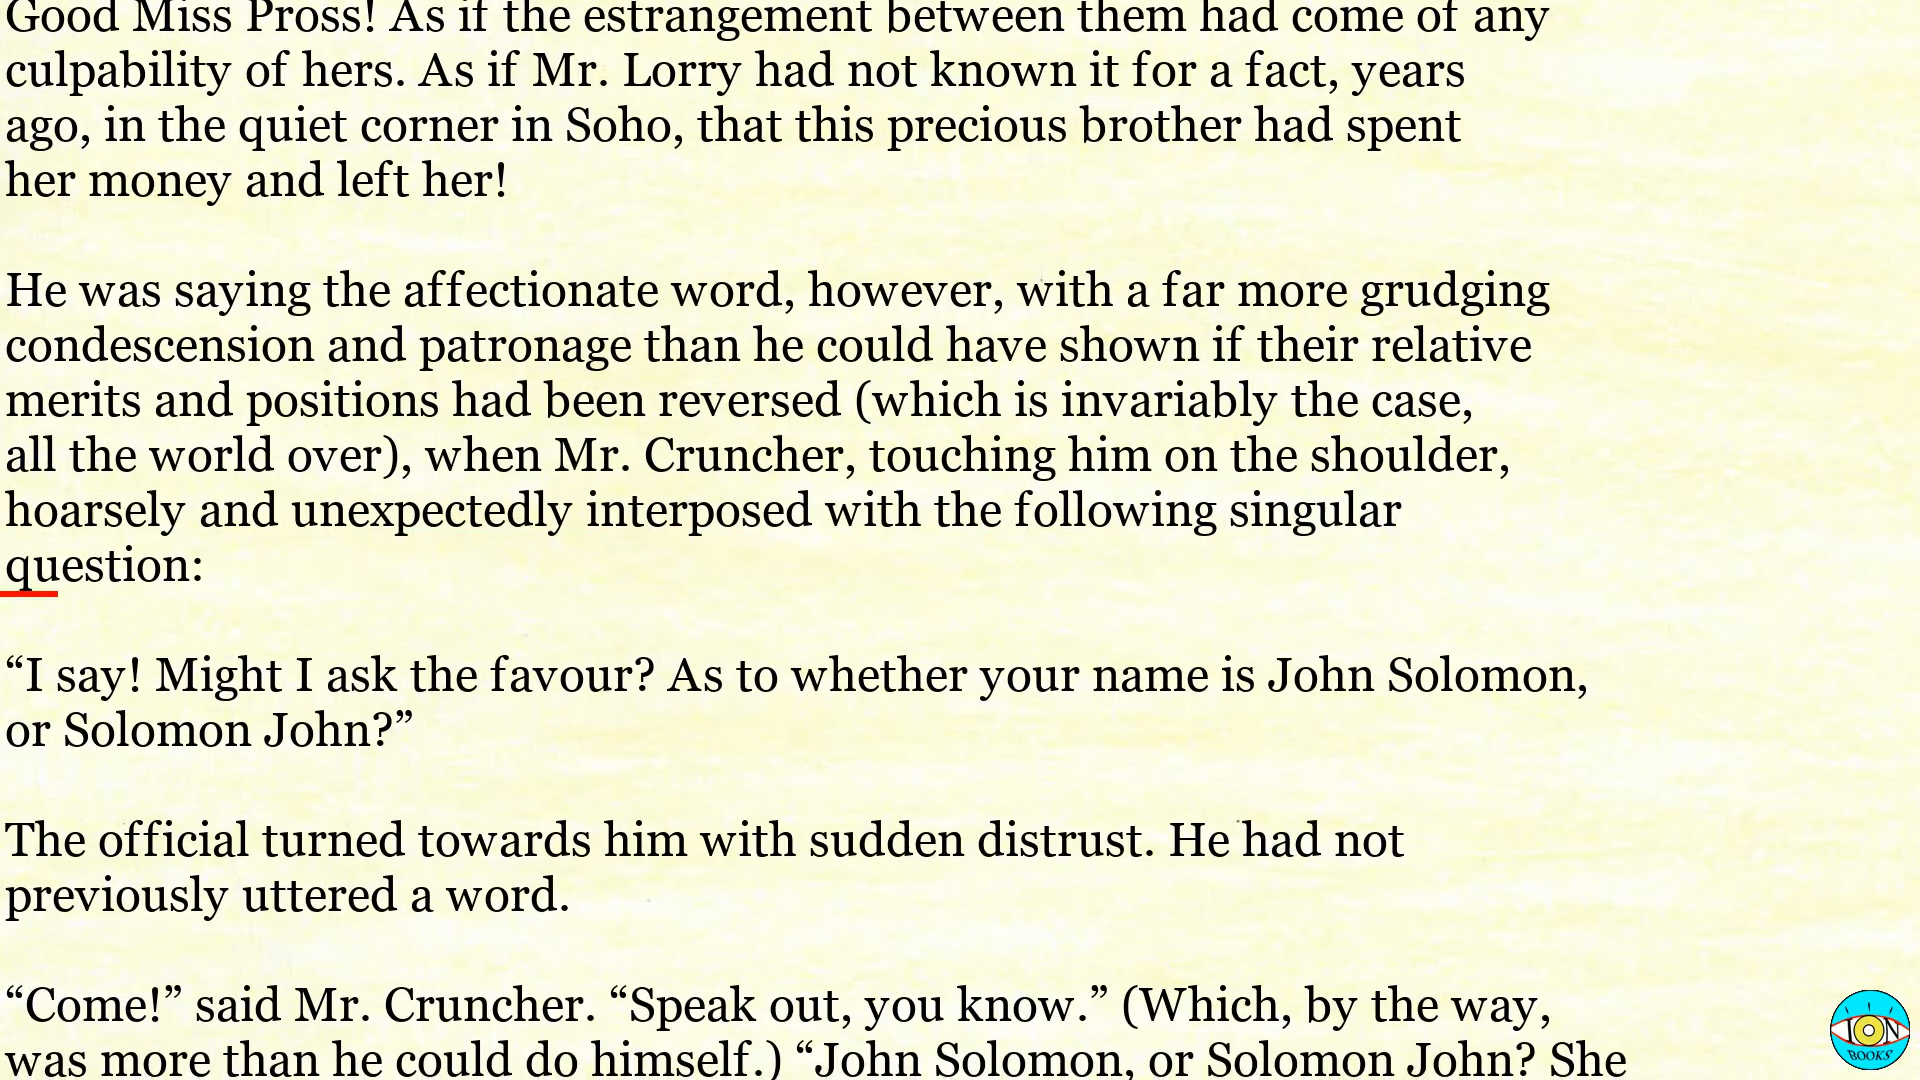 Good Miss Pross! As if the estrangement between them had come of any
culpability of hers. As if Mr. Lorry had not known it for a fact, years
ago, in the quiet corner in Soho, that this precious brother had spent
her money and left her!
He was saying the affectionate word, however, with a far more grudging
condescension and patronage than he could have shown if their relative
merits and positions had been reversed (which is invariably the case,
all the world over), when Mr. Cruncher, touching him on the shoulder,
hoarsely and unexpectedly interposed with the following singular
question:
“I say! Might I ask the favour? As to whether your name is John Solomon,
or Solomon John?”
The official turned towards him with sudden distrust. He had not
previously uttered a word.
“Come!” said Mr. Cruncher. “Speak out, you know.” (Which, by the way,
was more than he could do himself.) “John Solomon, or Solomon John? She
ION
BOOKS